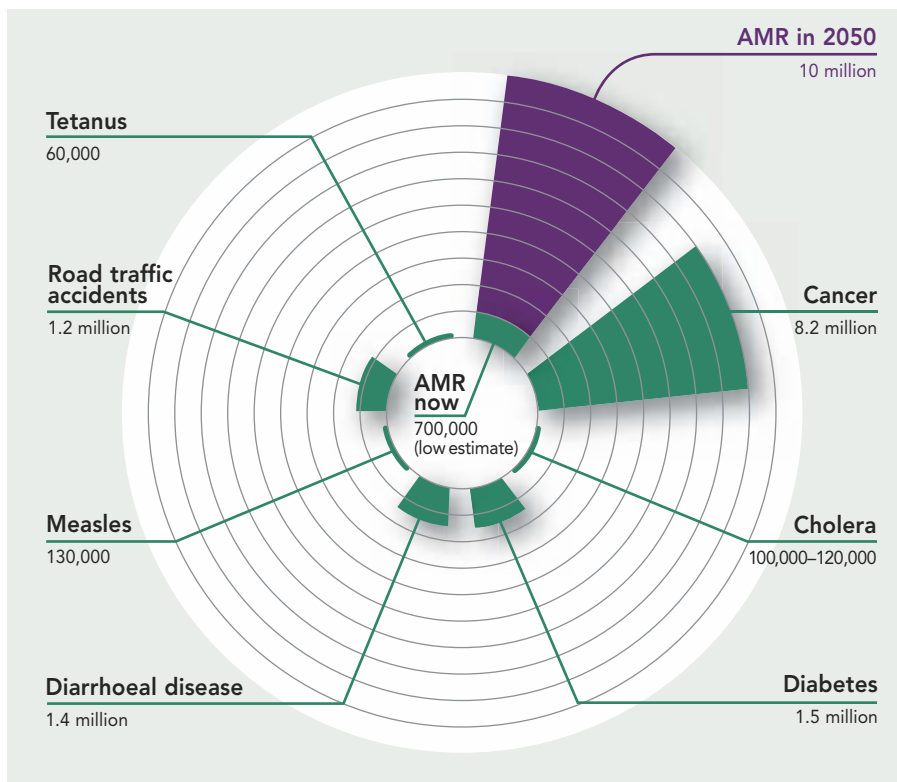 AMR in 2050
10 million
Tetanus
60,000
Road traffic
accidents
1.2 million
Cancer
8.2 million
AMR
now
700,000
(low estimate)
Measles
130,000
Cholera
100,000–120,000
Diarrhoeal disease
1.4 million
Diabetes
1.5 million